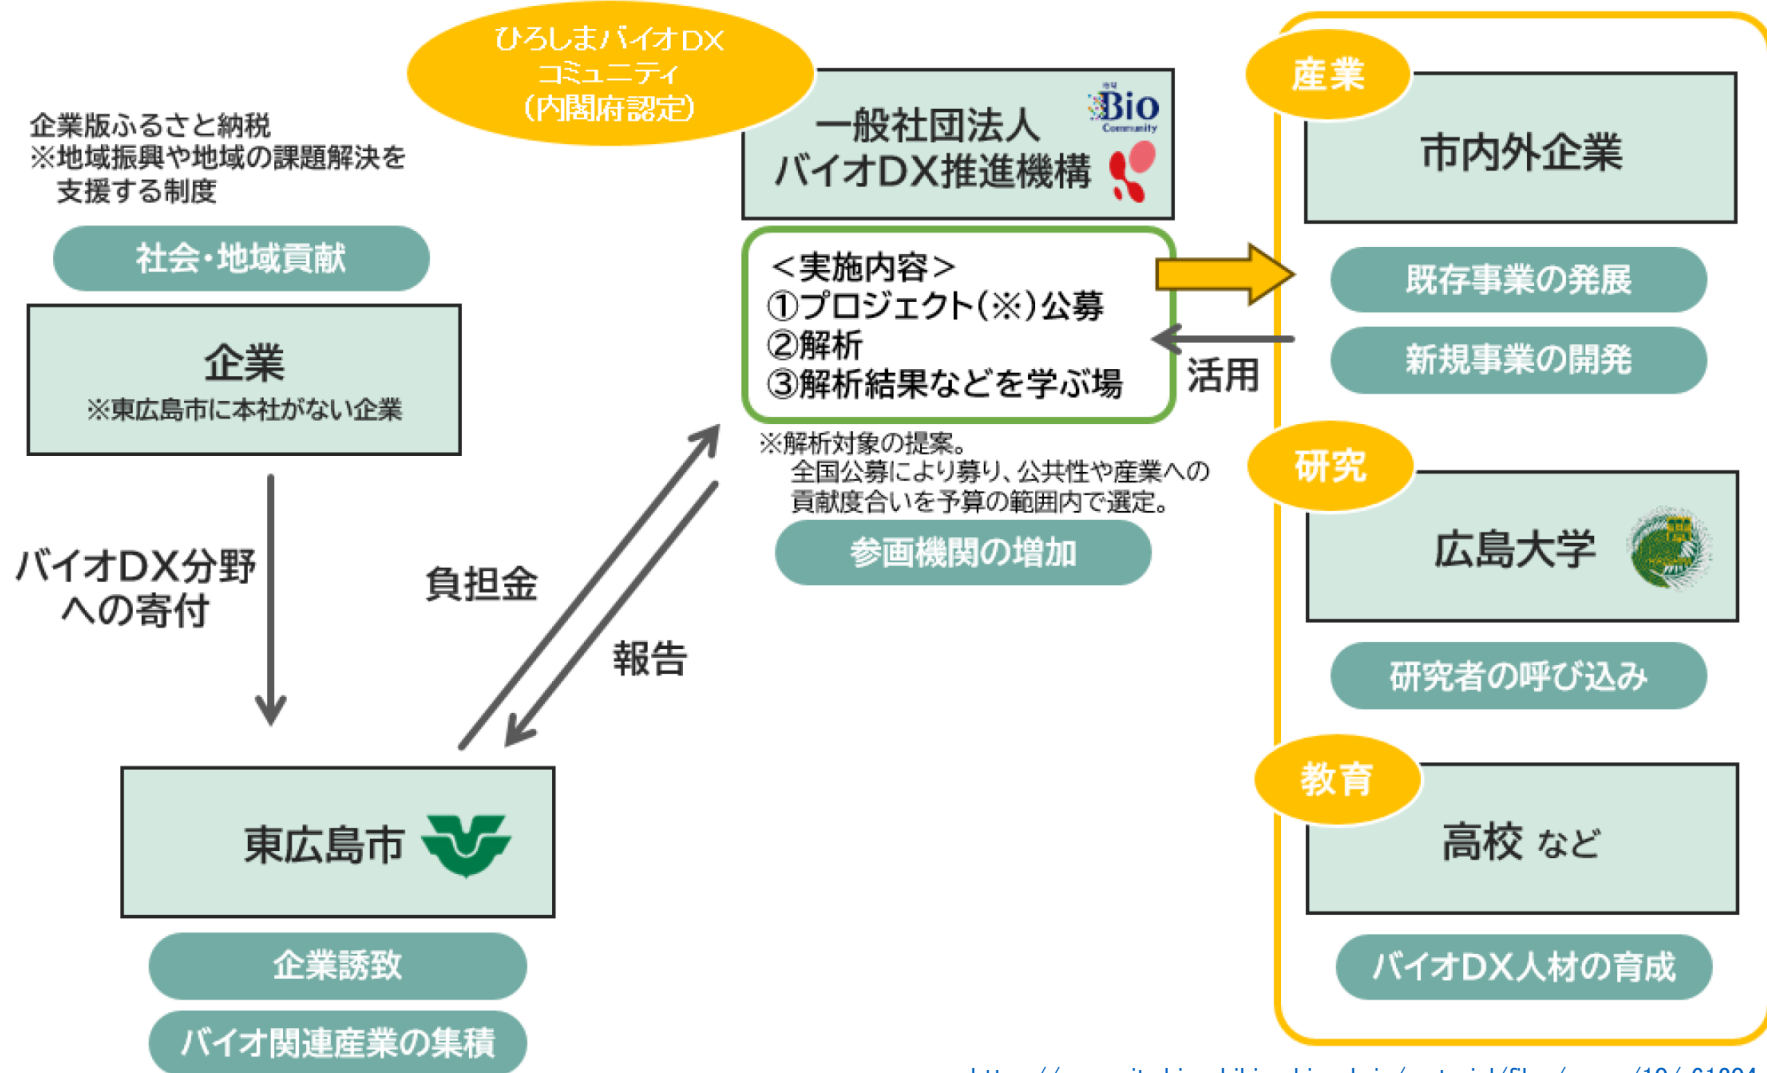 ひろしまバイオDX
コミュニティ
(内閣府認定)
企業版ふるさと納税
※地域振興や地域の課題解決を
支援する制度
社会・地域貢献
企業
※東広島市に本社がない企業
バイオDX分野
への寄付
負担金
報告
東広島市
企業誘致
バイオ関連産業の集積
一般社団法人
バイオDX推進機構
Bio
Community
<実施内容>
①プロジェクト(※)公募
②解析
③解析結果などを学ぶ場
※解析対象の提案。
全国公募により募り、公共性や産業への
貢献度合いを予算の範囲内で選定。
参画機関の増加
活用
産業
市内外企業
既存事業の発展
新規事業の開発
研究
広島大学
研究者の呼び込み
教育
高校 など
バイオDX人材の育成